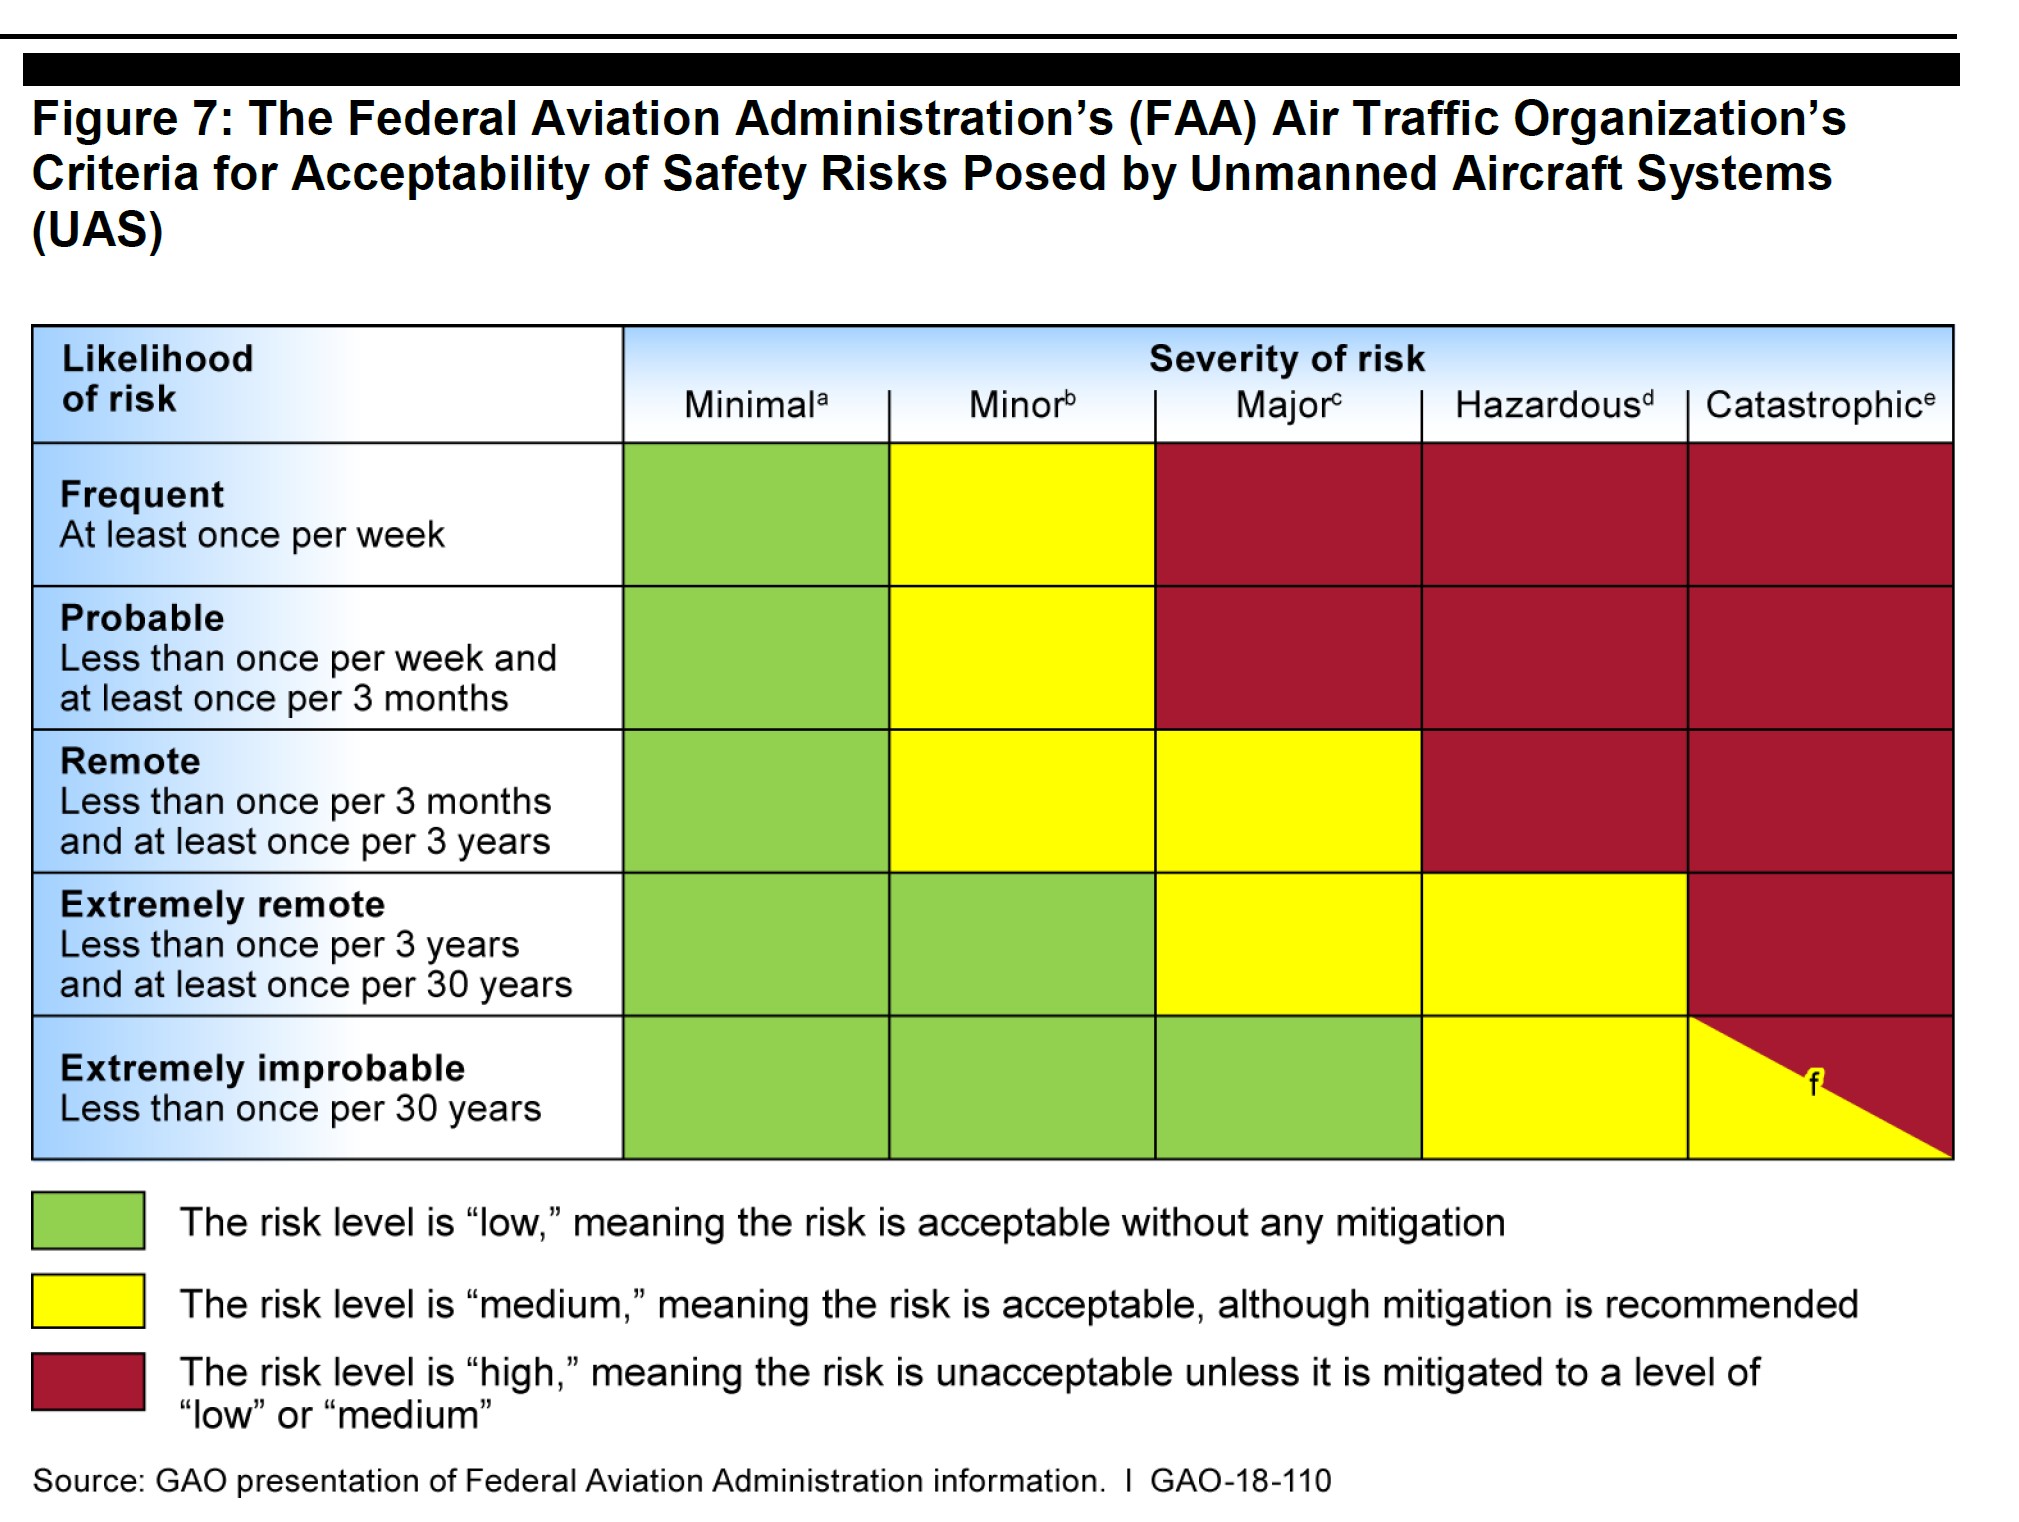 Figure 7: The Federal Aviation Administration’s (FAA) Air Traffic Organization’s
Criteria for Acceptability of Safety Risks Posed by Unmanned Aircraft Systems
(UAS)
Likelihood
of risk
Severity of risk
Minimalᵃ
Minorᵇ
Majorᶜ
Hazardousᵈ
Catastrophicᵉ
Frequent
At least once per week
Probable
Less than once per week and
at least once per 3 months
Remote
Less than once per 3 months
and at least once per 3 years
Extremely remote
Less than once per 3 years
and at least once per 30 years
Extremely improbable
Less than once per 30 years
f
The risk level is “low,” meaning the risk is acceptable without any mitigation
The risk level is “medium,” meaning the risk is acceptable, although mitigation is recommended
The risk level is “high,” meaning the risk is unacceptable unless it is mitigated to a level of
“low” or “medium”
Source: GAO presentation of Federal Aviation Administration information. | GAO-18-110